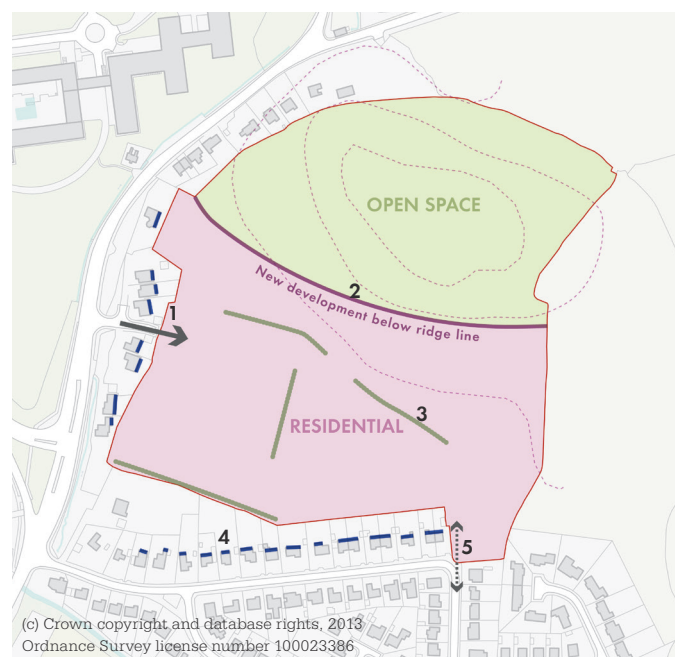 OPEN SPACE
2
New development below ridge line
1
3
RESIDENTIAL
4
5
(c) Crown copyright and database rights, 2013
Ordnance Survey license number 100023386